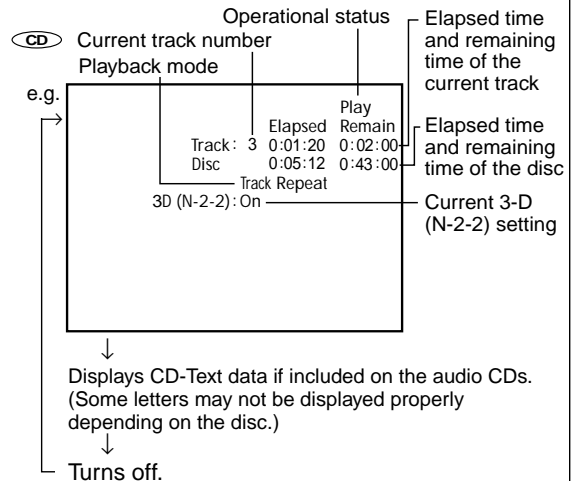 Operational status
CD Current track number
Playback mode
Elapsed time
and remaining
time of the
current track
e.g.
Play
Elapsed Remain
Track: 3 0:01:20 0:02:00
Disc 0:05:12 0:43:00
Track Repeat
3D (N-2-2): On
Elapsed time
and remaining
time of the disc
Current 3-D
(N-2-2) setting
Displays CD-Text data if included on the audio CDs.
(Some letters may not be displayed properly
depending on the disc.)
Turns off.